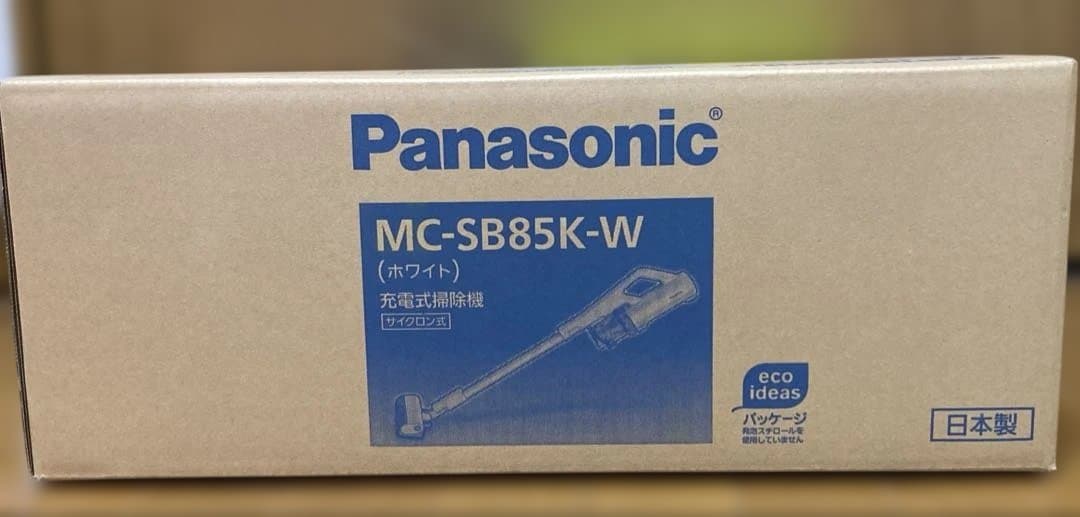 Panasonic®
MC-SB85K-W
(ホワイト)
充電式掃除機
サイクロン式
eco
ideas
パッケージ
発泡スチロールを
使用していません
日本製